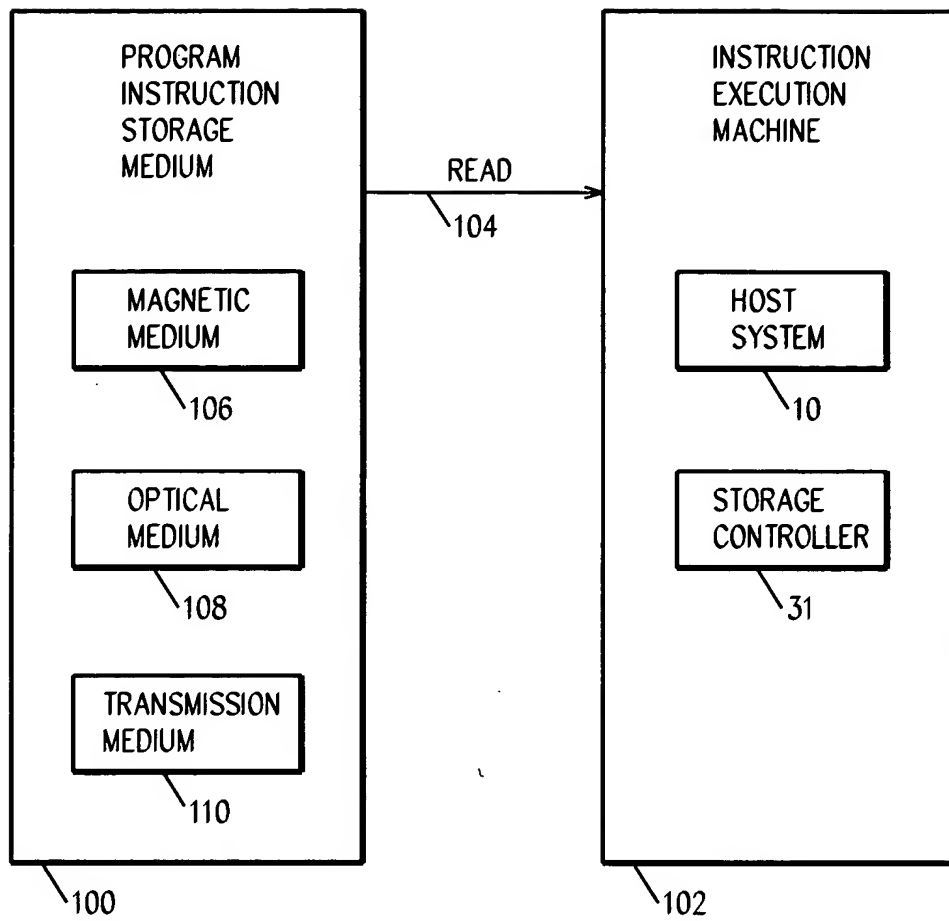 PROGRAM
INSTRUCTION
STORAGE
MEDIUM
MAGNETIC
MEDIUM
106
OPTICAL
MEDIUM
108
TRANSMISSION
MEDIUM
110
100
READ
104
INSTRUCTION
EXECUTION
MACHINE
HOST
SYSTEM
10
STORAGE
CONTROLLER
31
102